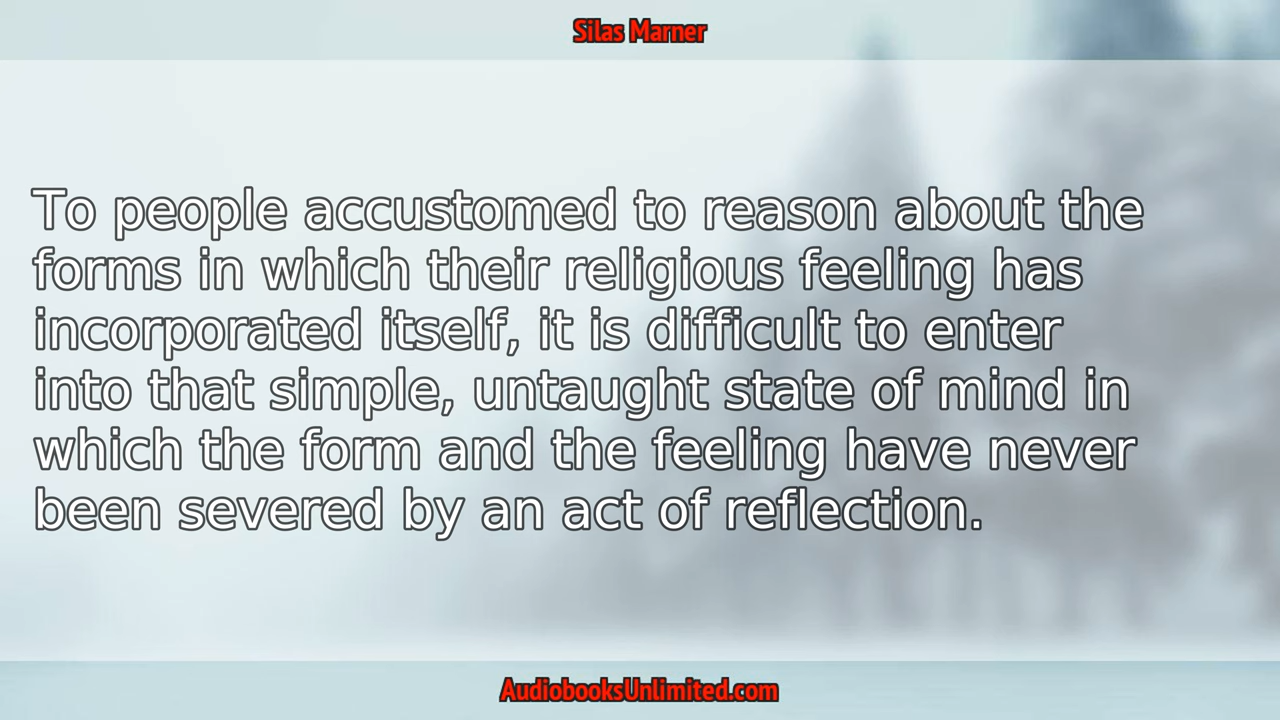 Silas Marner
To people accustomed to reason about the
forms in which their religious feeling has
incorporated itself, it is difficult to enter
into that simple, untaught state of mind in
which the form and the feeling have never
been severed by an act of reflection.
AudiobooksUnlimited.com